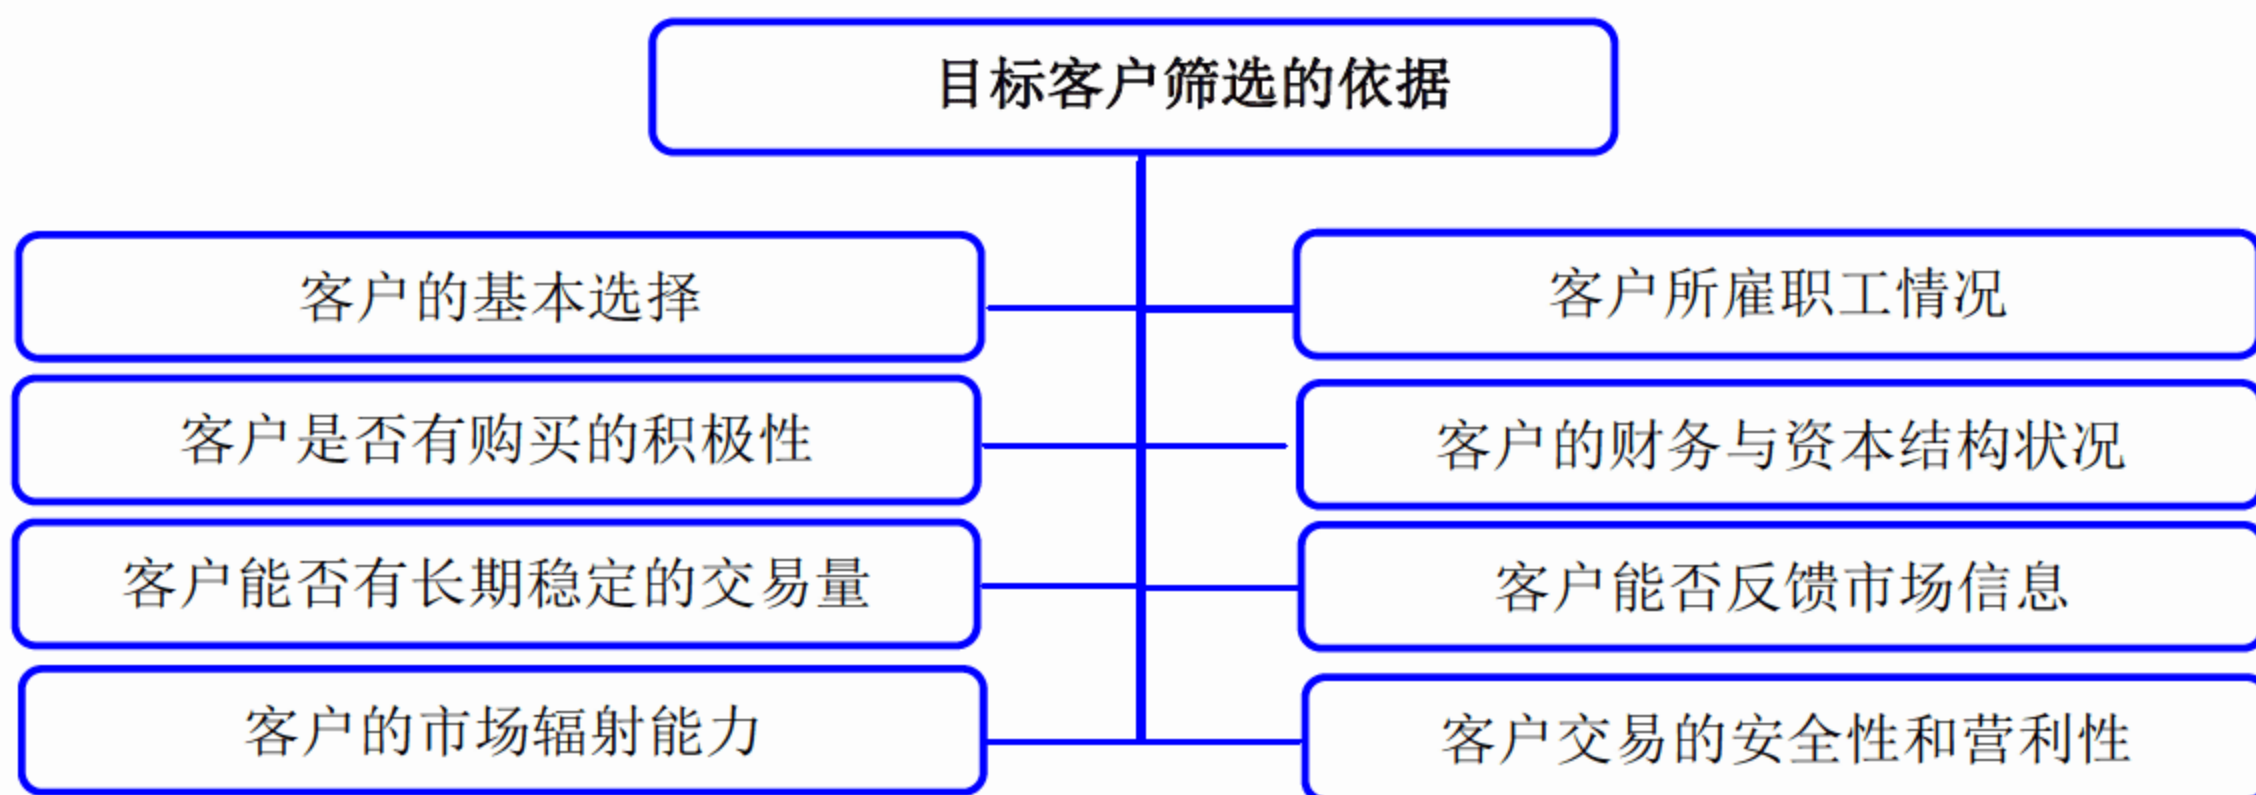 目标客户筛选的依据
客户的基本选择
客户所雇职工情况
客户是否有购买的积极性
客户的财务与资本结构状况
客户能否有长期稳定的交易量
客户能否反馈市场信息
客户的市场辐射能力
客户交易的安全性和营利性